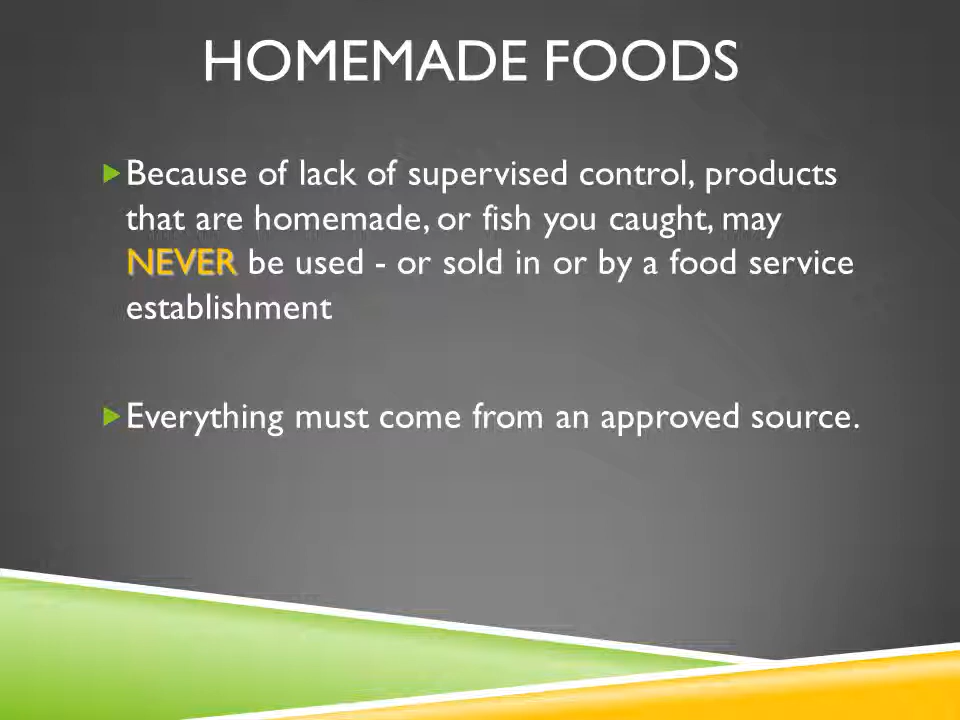 HOMEMADE FOODS
Because of lack of supervised control, products
that are homemade, or fish you caught, may
NEVER be used - or sold in or by a food service
establishment
Everything must come from an approved source.